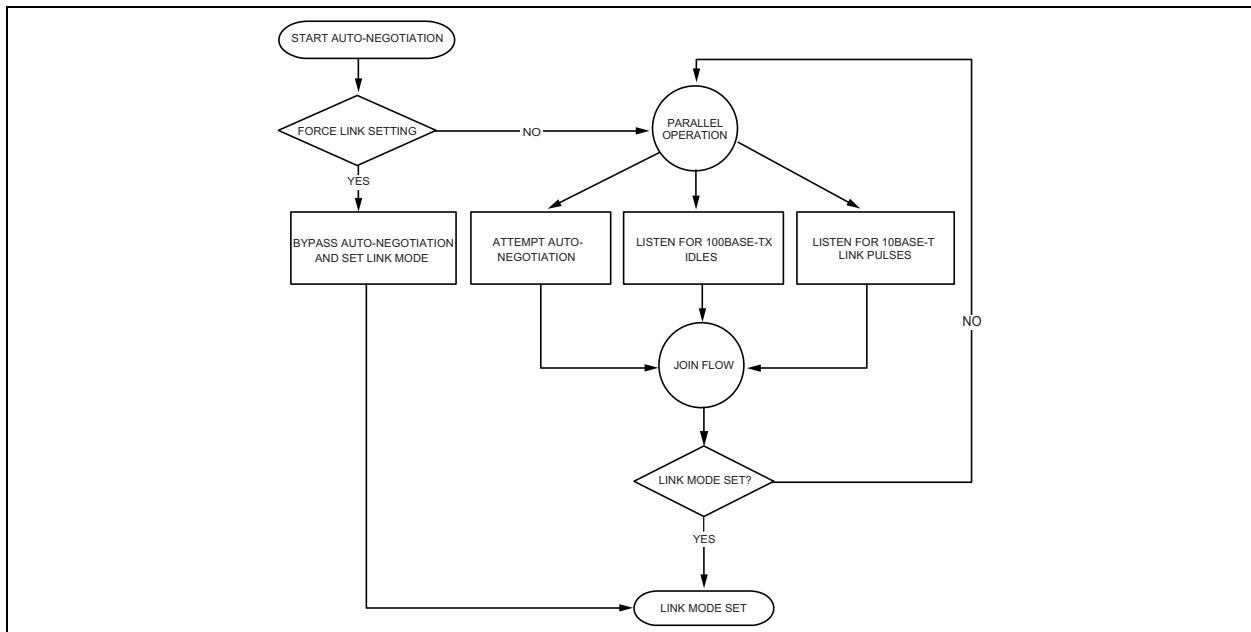 START AUTO-NEGOTIATION
FORCE LINK SETTING
NO
PARALLEL
OPERATION
YES
BYPASS AUTO-NEGOTIATION
AND SET LINK MODE
ATTEMPT AUTO-
NEGOTIATION
LISTEN FOR 100BASE-TX
IDLES
LISTEN FOR 10BASE-T
LINK PULSES
NO
JOIN FLOW
LINK MODE SET?
YES
LINK MODE SET